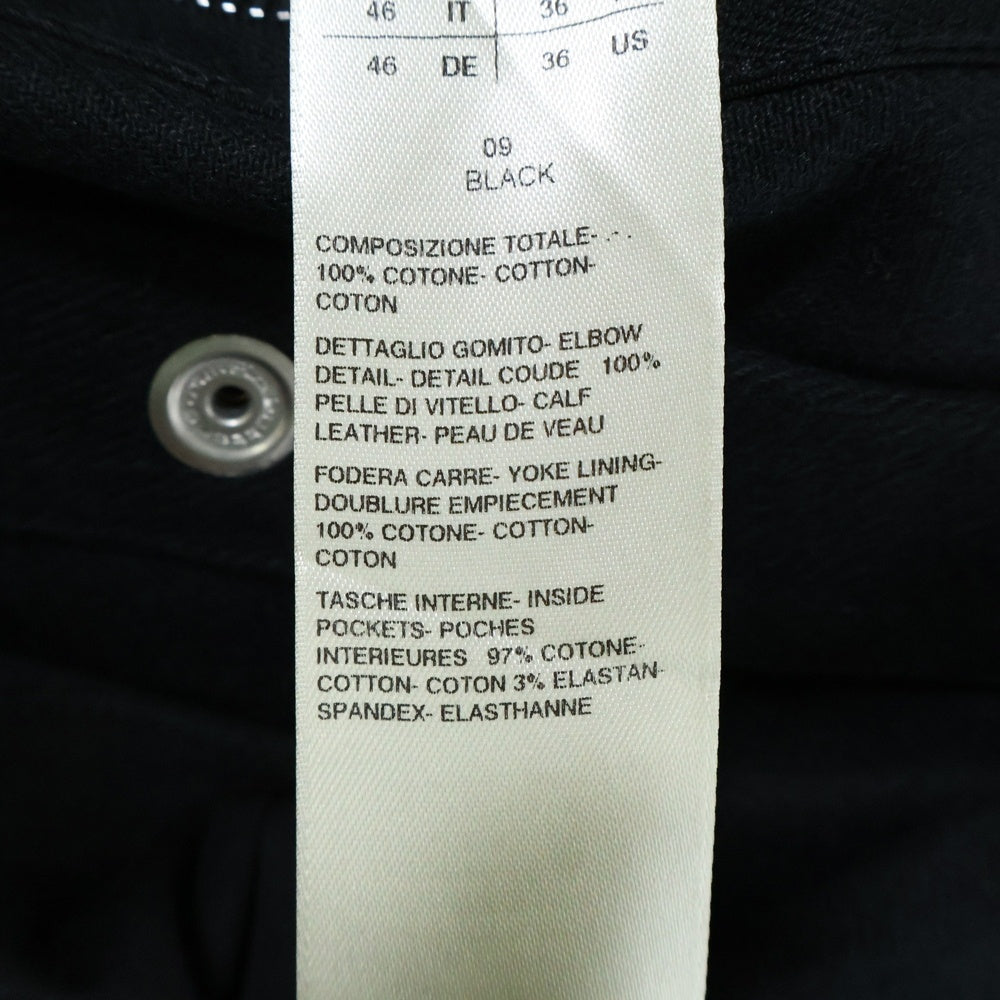 46 IT 36
46 DE 36 US
09
BLACK
COMPOSIZIONE TOTALE-
100% COTONE- COTTON-
COTON
DETTAGLIO GOMITO- ELBOW
DETAIL- DETAIL COUDE 100%
PELLE DI VITELLO- CALF
LEATHER- PEAU DE VEAU
FODERA CARRE- YOKE LINING-
DOUBLURE EMPIECEMENT
100% COTONE- COTTON-
COTON
TASCHE INTERNE- INSIDE
POCKETS- POCHES
INTERIEURES 97% COTONE-
COTTON- COTON 3% ELASTAN-
SPANDEX- ELASTHANNE